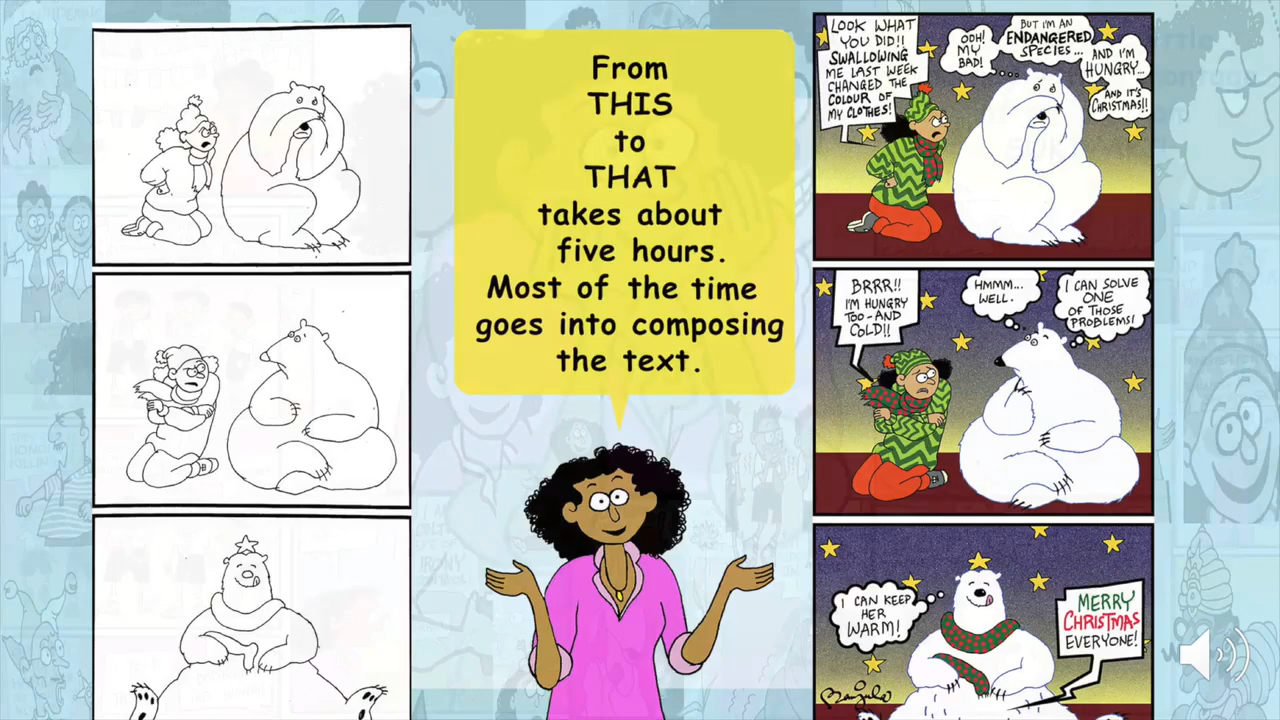 From
THIS
to
THAT
takes about
five hours.
Most of the time
goes into composing
the text.
LOOK WHAT
YOU DID!!
SWALLOWING
ME LAST WEEK
CHANGED THE
COLOUR OF
MY CLOTHES!
OOH!
MY
BAD!
BUT I'M AN
ENDANGERED
SPECIES...
AND I'M
HUNGRY...
AND IT'S
CHRISTMAS!!
BRRR!!
I'M HUNGRY
TOO-AND
COLD!!
HMMM...
WELL.
I CAN SOLVE
ONE
OF THOSE
PROBLEMS!
I CAN KEEP
HER
WARM!
MERRY
CHRISTMAS
EVERYONE!
Manjula